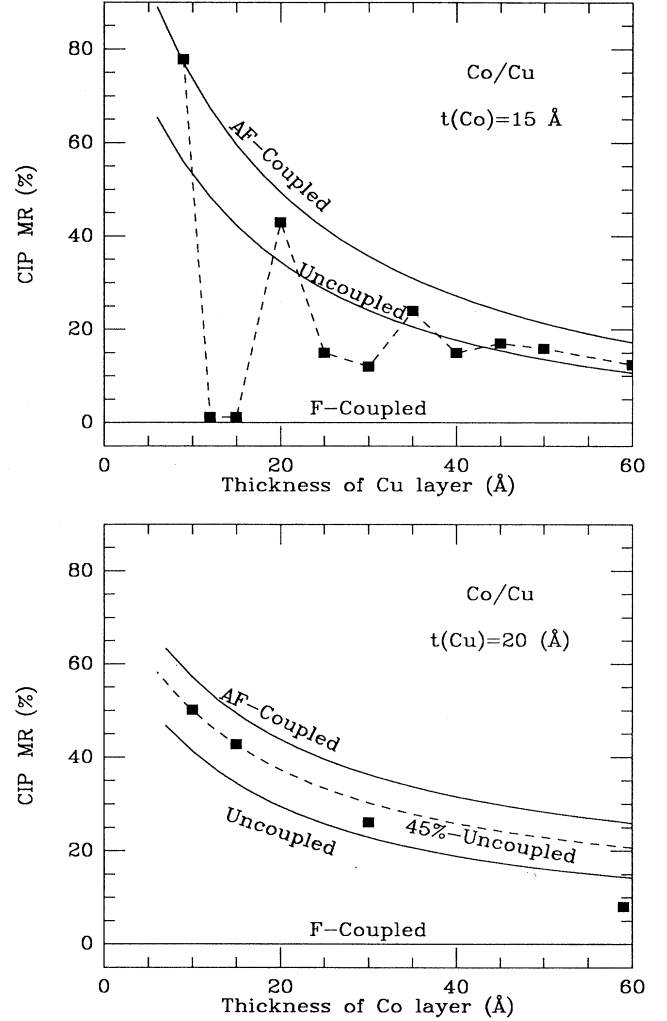 80
60
40
20
0
CIP MR (%)
Co/Cu
t(Co)=15 Å
AF-Coupled
Uncoupled
F-Coupled
0
20
40
60
Thickness of Cu layer (Å)
80
60
40
20
0
CIP MR (%)
Co/Cu
t(Cu)=20 (Å)
AF-Coupled
45%-Uncoupled
Uncoupled
F-Coupled
0
20
40
60
Thickness of Co layer (Å)